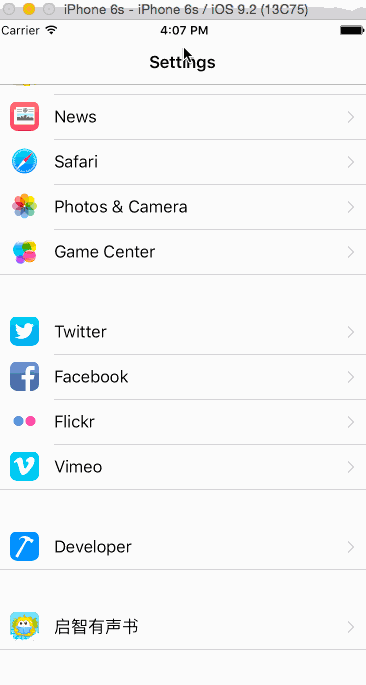 iPhone 6s - iPhone 6s / iOS 9.2 (13C75)
Carrier 4:07 PM
Settings
News
Safari
Photos & Camera
Game Center
Twitter
Facebook
Flickr
Vimeo
Developer
启智有声书